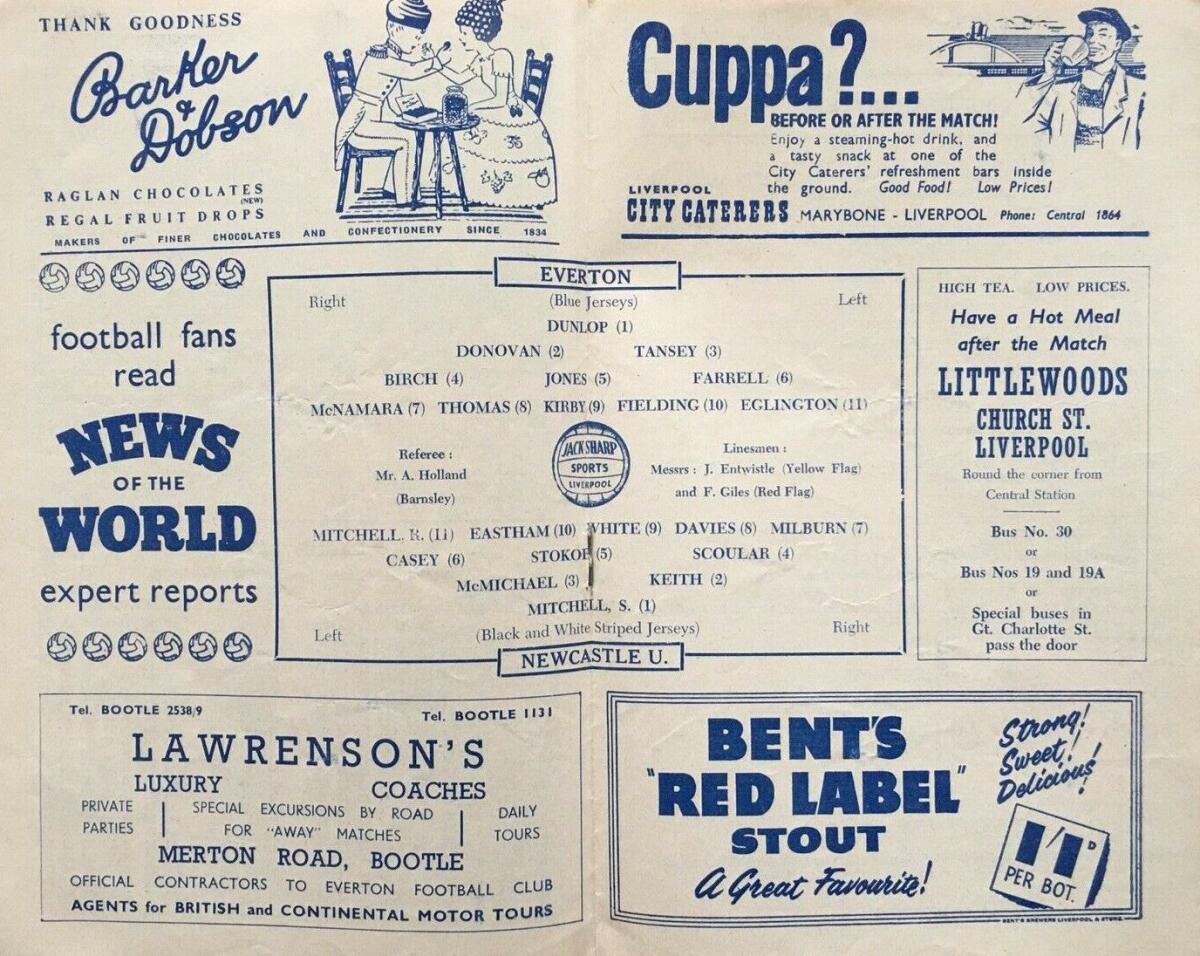 THANK GOODNESS
Barker & Dobson
RAGLAN CHOCOLATES
(NEW)
REGAL FRUIT DROPS
MAKERS OF FINER CHOCOLATES AND CONFECTIONERY SINCE 1834
Cuppa?...
BEFORE OR AFTER THE MATCH!
Enjoy a steaming-hot drink, and
a tasty snack at one of the
City Caterers' refreshment bars inside
the ground. Good Food! Low Prices!
LIVERPOOL
CITY CATERERS MARYBONE - LIVERPOOL Phone: Central 1864
football fans
read
NEWS
OF THE
WORLD
expert reports
EVERTON
Right (Blue Jerseys) Left
DUNLOP (1)
DONOVAN (2) TANSEY (3)
BIRCH (4) JONES (5) FARRELL (6)
McNAMARA (7) THOMAS (8) KIRBY (9) FIELDING (10) EGLINGTON (11)
Referee :
Mr. A. Holland
(Barnsley)
JACK SHARP
SPORTS
LIVERPOOL
Linesmen :
Messrs : J. Entwistle (Yellow Flag)
and F. Giles (Red Flag)
MITCHELL. R. (11) EASTHAM (10) WHITE (9) DAVIES (8) MILBURN (7)
CASEY (6) STOKOE (5) SCOULAR (4)
McMICHAEL (3) KEITH (2)
MITCHELL, S. (1)
Left (Black and White Striped Jerseys) Right
NEWCASTLE U.
HIGH TEA. LOW PRICES.
Have a Hot Meal
after the Match
LITTLEWOODS
CHURCH ST.
LIVERPOOL
Round the corner from
Central Station
Bus No. 30
or
Bus Nos 19 and 19A
or
Special buses in
Gt. Charlotte St.
pass the door
Tel. BOOTLE 2538/9 Tel. BOOTLE 1131
LAWRENSON'S
LUXURY COACHES
PRIVATE
PARTIES
SPECIAL EXCURSIONS BY ROAD
FOR "AWAY" MATCHES
DAILY
TOURS
MERTON ROAD, BOOTLE
OFFICIAL CONTRACTORS TO EVERTON FOOTBALL CLUB
AGENTS for BRITISH and CONTINENTAL MOTOR TOURS
BENT'S
"RED LABEL"
STOUT
A Great Favourite!
Strong!
Sweet!
Delicious!
1/1D
PER BOT.
BENT'S BREWERY LIVERPOOL & STONE